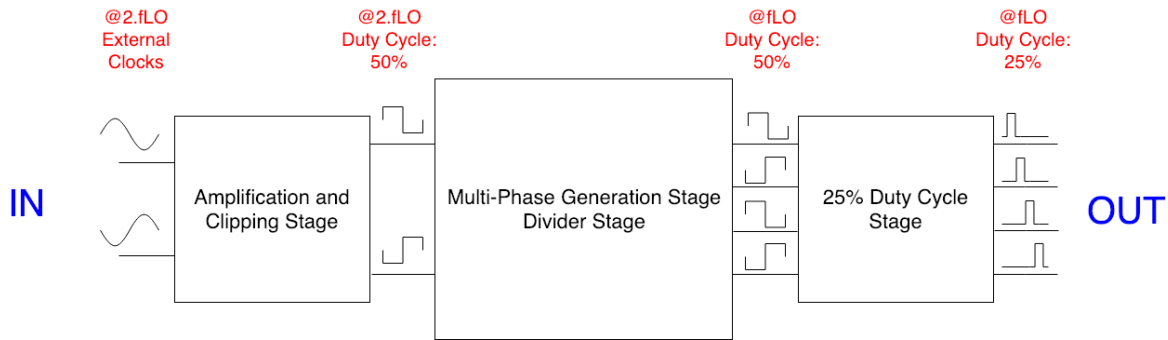 @2.fLO
External
Clocks
@2.fLO
Duty Cycle:
50%
@fLO
Duty Cycle:
50%
@fLO
Duty Cycle:
25%
IN
Amplification and
Clipping Stage
Multi-Phase Generation Stage
Divider Stage
25% Duty Cycle
Stage
OUT